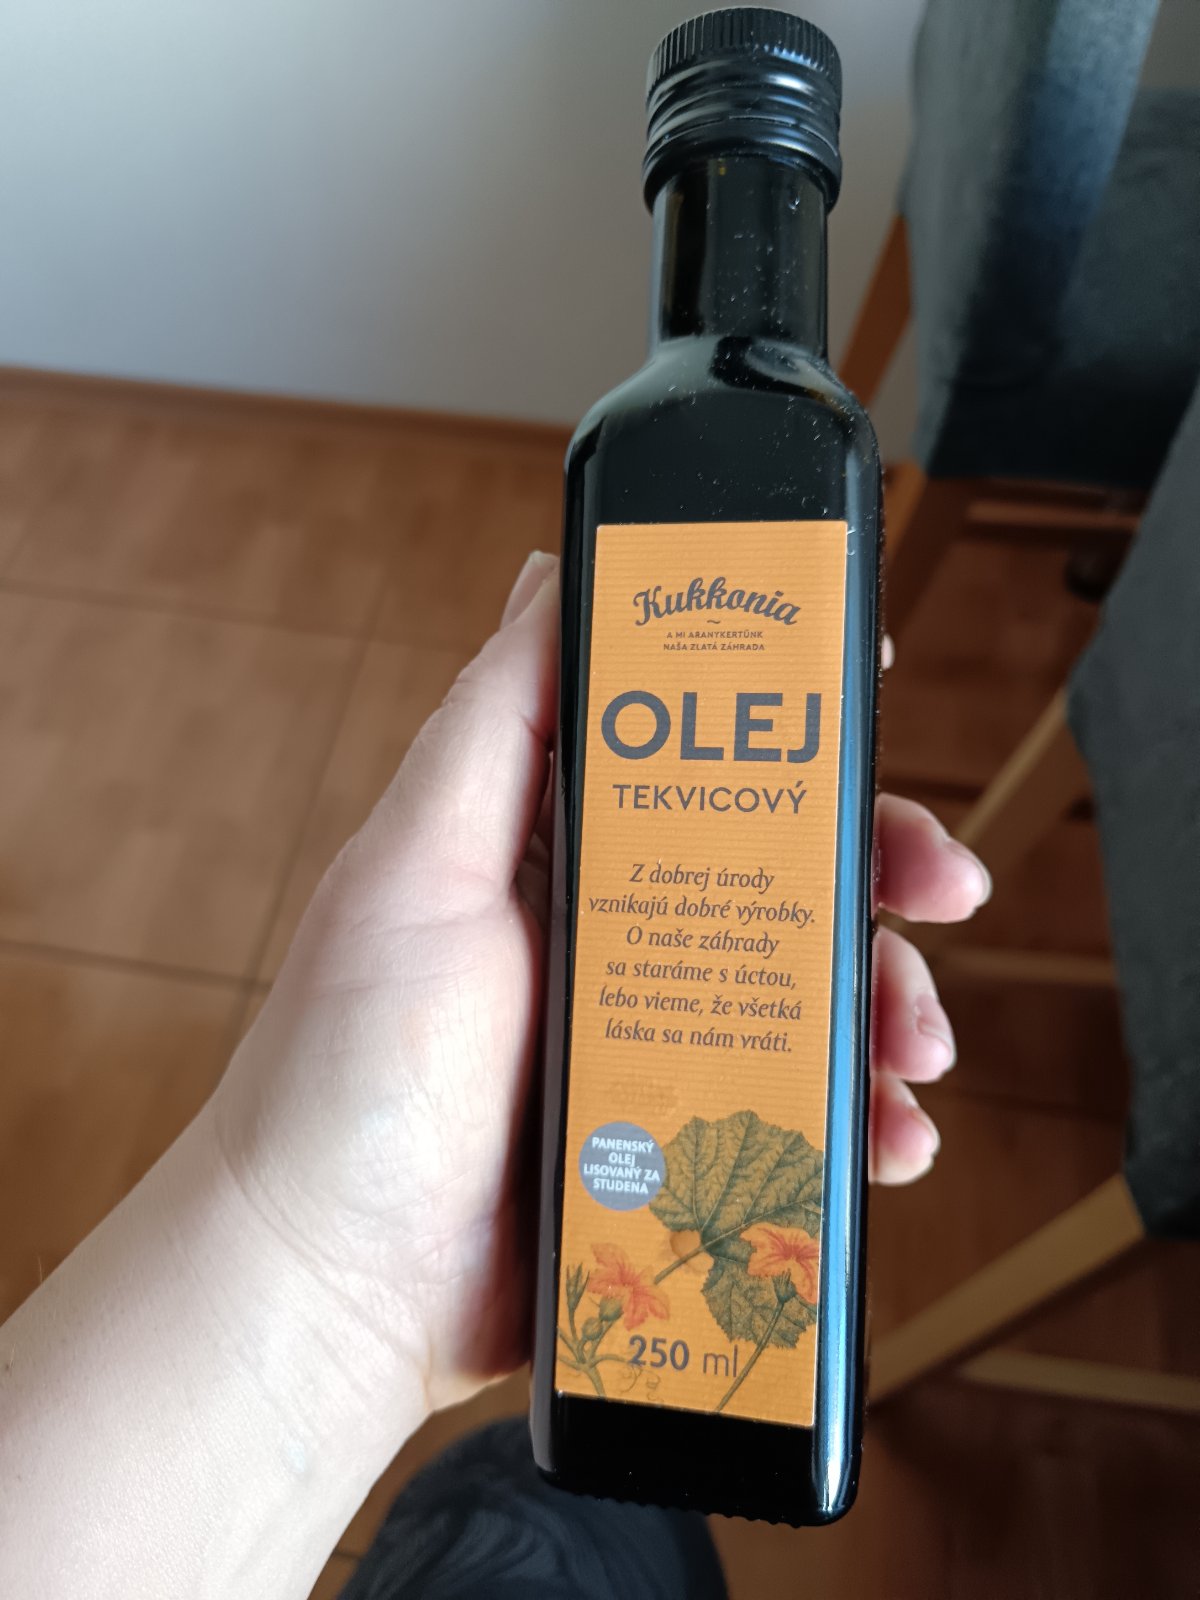 Kukkonia
A MI ARANYKERTÜNK
NAŠA ZLATÁ ZÁHRADA
OLEJ
TEKVICOVÝ
Z dobrej úrody
vznikajú dobré výrobky.
O naše záhrady
sa staráme s úctou,
lebo vieme, že všetká
láska sa nám vráti.
PANENSKÝ
OLEJ
LISOVANÝ ZA
STUDENA
250 ml